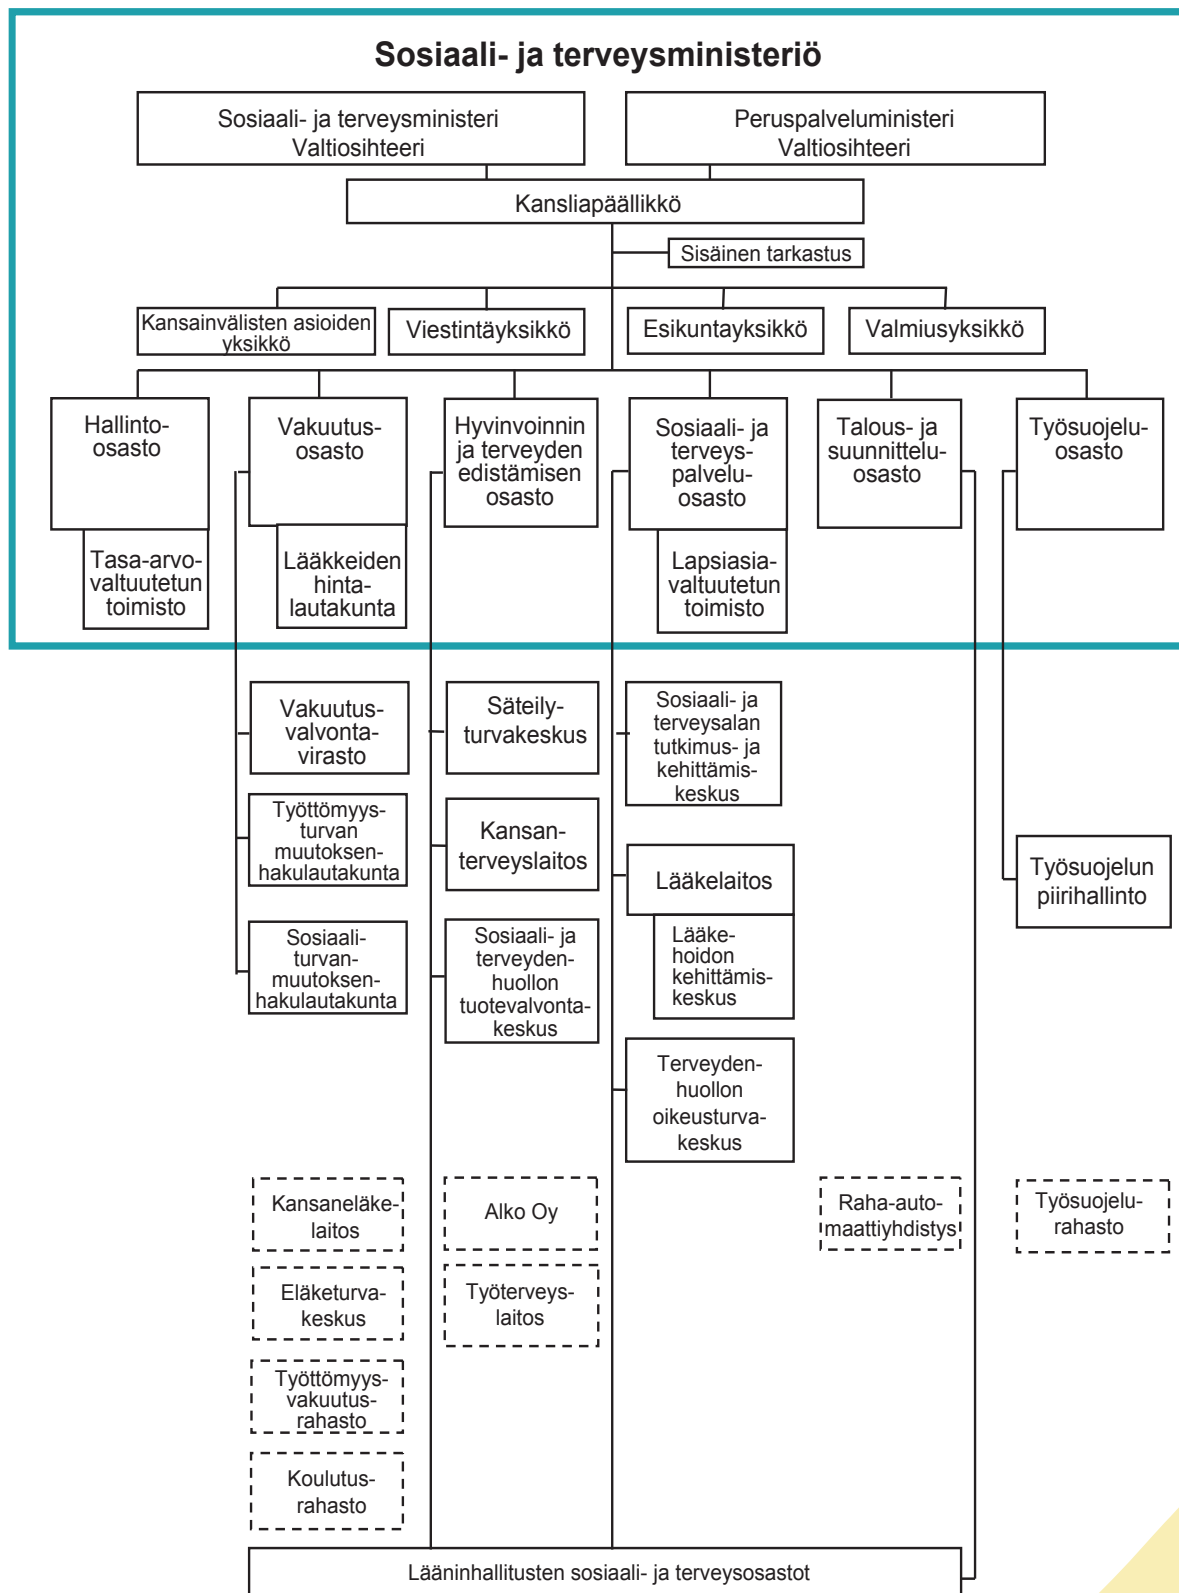 Sosiaali- ja terveysministeriö
Sosiaali- ja terveysministeri
Valtiosihteeri
Peruspalveluministeri
Valtiosihteeri
Kansliapäällikkö
Sisäinen tarkastus
Kansainvälisten asioiden
yksikkö
Viestintäyksikkö
Esikuntayksikkö
Valmiusyksikkö
Hallinto-
osasto
Vakuutus-
osasto
Hyvinvoinnin
ja terveyden
edistämisen
osasto
Sosiaali- ja
terveys-
palvelu-
osasto
Talous- ja
suunnittelu-
osasto
Työsuojelu-
osasto
Tasa-arvo-
valtuutetun
toimisto
Lääkkeiden
hinta-
lautakunta
Lapsiasia-
valtuutetun
toimisto
Vakuutus-
valvonta-
virasto
Säteily-
turvakeskus
Sosiaali- ja
terveysalan
tutkimus- ja
kehittämis-
keskus
Työttömyys-
turvan
muutoksen-
hakulautakunta
Kansan-
terveyslaitos
Lääkelaitos
Työsuojelun
piirihallinto
Sosiaali-
turvan-
muutoksen-
hakulautakunta
Sosiaali- ja
terveyden-
huollon
tuotevalvonta-
keskus
Lääke-
hoidon
kehittämis-
keskus
Terveyden-
huollon
oikeusturva-
keskus
Kansaneläke-
laitos
Alko Oy
Raha-auto-
maattiyhdistys
Työsuojelu-
rahasto
Eläketurva-
keskus
Työterveys-
laitos
Työttömyys-
vakuutus-
rahasto
Koulutus-
rahasto
Lääninhallitusten sosiaali- ja terveysosastot